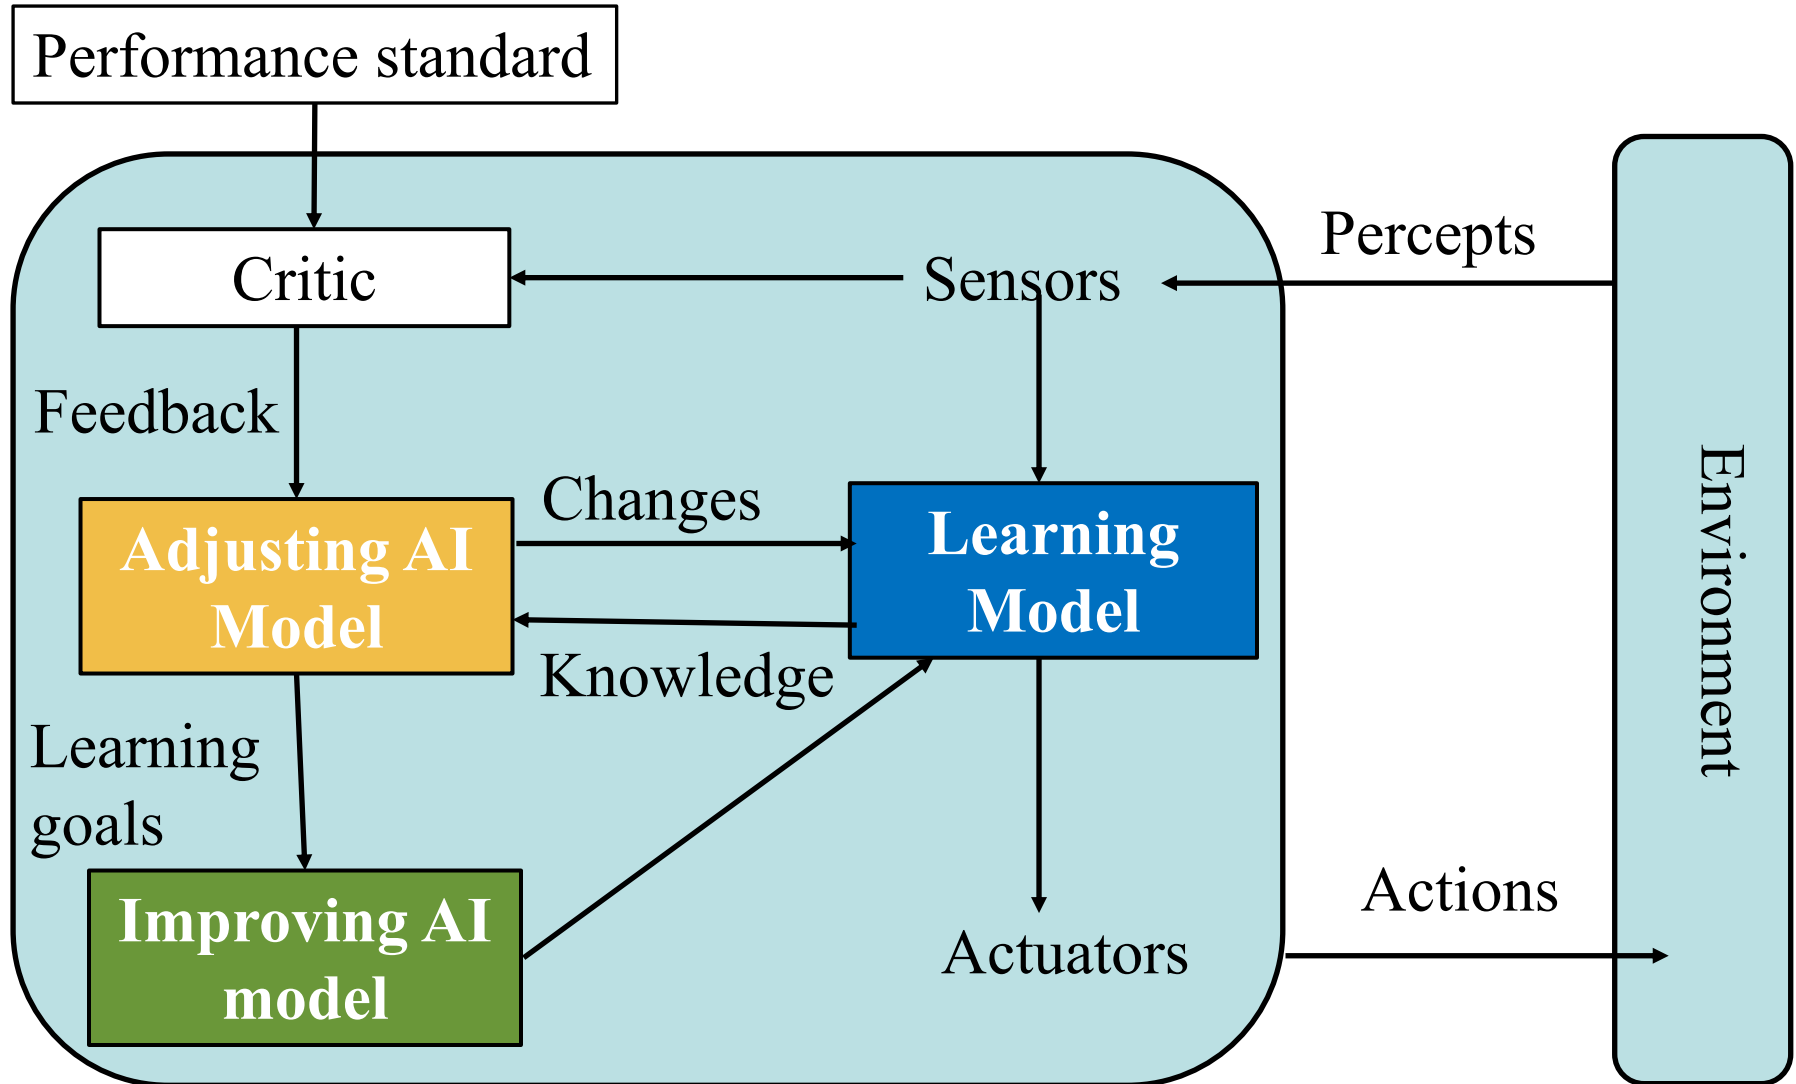 Performance standard
Percepts
Critic
Sensors
Feedback
Changes
Adjusting AI
Model
Learning
Model
Knowledge
Environment
Learning
goals
Improving AI
model
Actuators
Actions